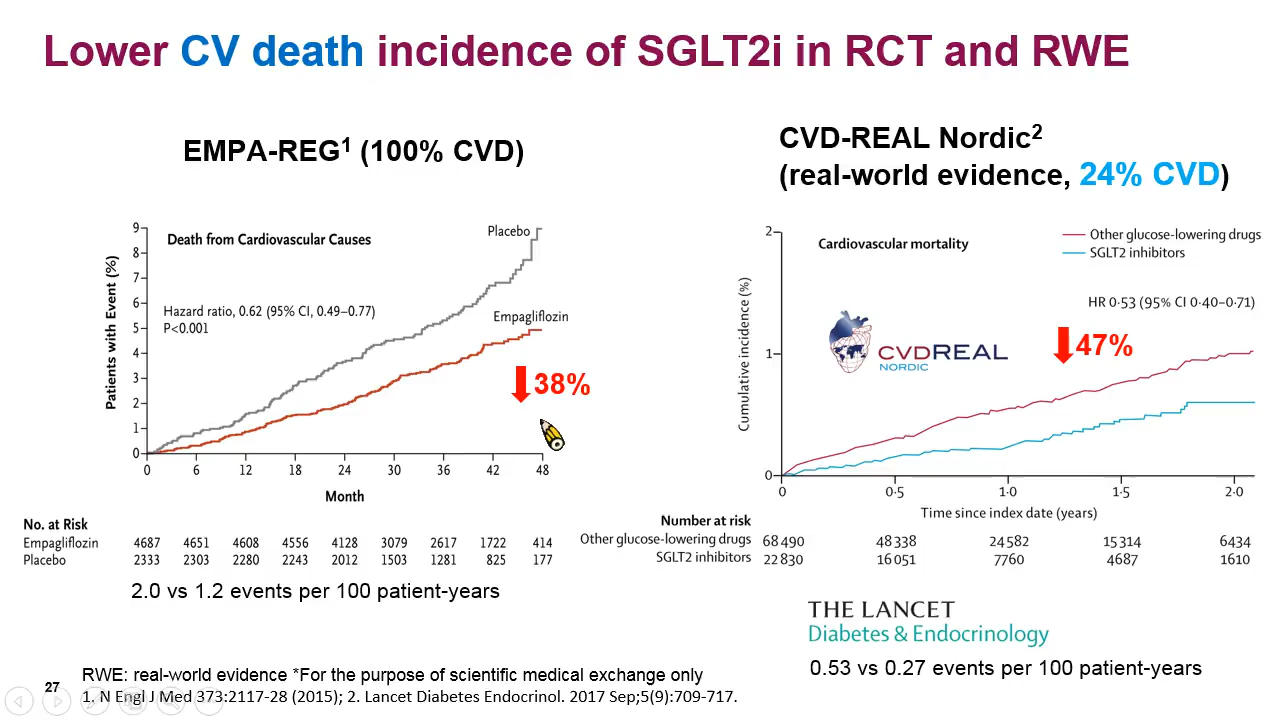 Lower CV death incidence of SGLT2i in RCT and RWE
EMPA-REG1 (100% CVD)
9
8
7
6
5
4
3
2
1
0
Patients with Event (%)
Death from Cardiovascular Causes
Placebo
Hazard ratio, 0.62 (95% CI, 0.49–0.77)
P<0.001
Empagliflozin
38%
0 6 12 18 24 30 36 42 48
Month
No. at Risk
Empagliflozin 4687 4651 4608 4556 4128 3079 2617 1722 414
Placebo 2333 2303 2280 2243 2012 1503 1281 825 177
2.0 vs 1.2 events per 100 patient-years
CVD-REAL Nordic2
(real-world evidence, 24% CVD)
2
1
0
Cumulative incidence (%)
Cardiovascular mortality
Other glucose-lowering drugs
SGLT2 inhibitors
HR 0·53 (95% CI 0·40–0·71)
CVDREAL
NORDIC
47%
0 0·5 1·0 1·5 2·0
Time since index date (years)
Number at risk
Other glucose-lowering drugs 68 490 48 338 24 582 15 314 6434
SGLT2 inhibitors 22 830 16 051 7760 4687 1610
THE LANCET
Diabetes & Endocrinology
0.53 vs 0.27 events per 100 patient-years
27
RWE: real-world evidence *For the purpose of scientific medical exchange only
1. N Engl J Med 373:2117-28 (2015); 2. Lancet Diabetes Endocrinol. 2017 Sep;5(9):709-717.